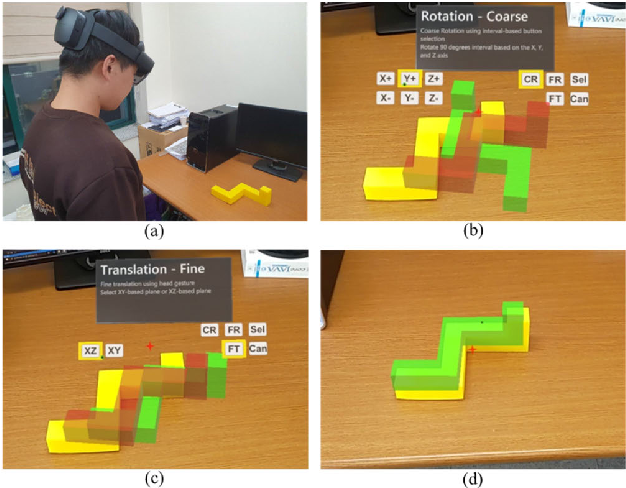 Rotation - Coarse
Coarse Rotation using interval-based button
selection
Rotate 90 degrees interval based on the X, Y,
and Z axis
X+ Y+ Z+ CR FR Sel
X- Y- Z- FT Can
(a)
(b)
Translation - Fine
Fine translation using head gesture
Select XY-based plane or XZ-based plane
CR FR Sel
XZ XY FT Can
(c)
(d)